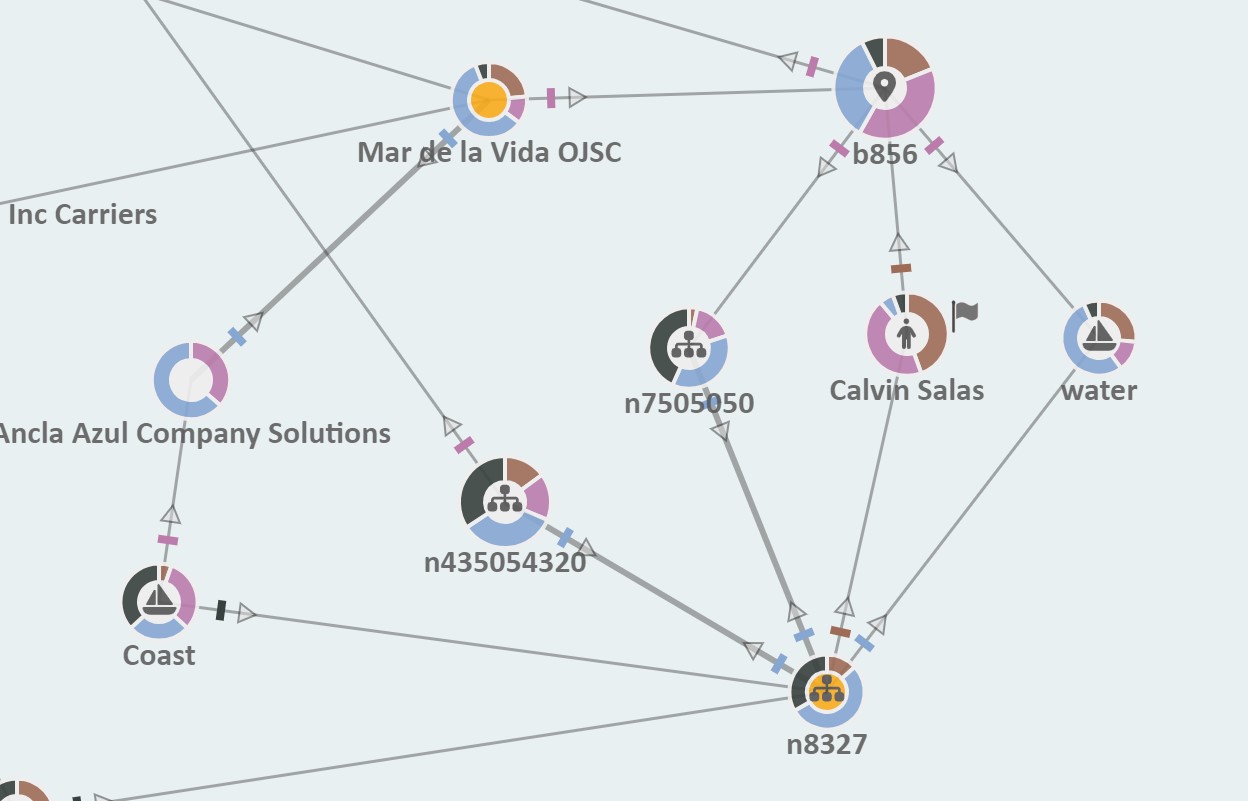 Mar de la Vida OJSC
b856
Inc Carriers
n7505050
Calvin Salas
water
Ancla Azul Company Solutions
n435054320
Coast
n8327